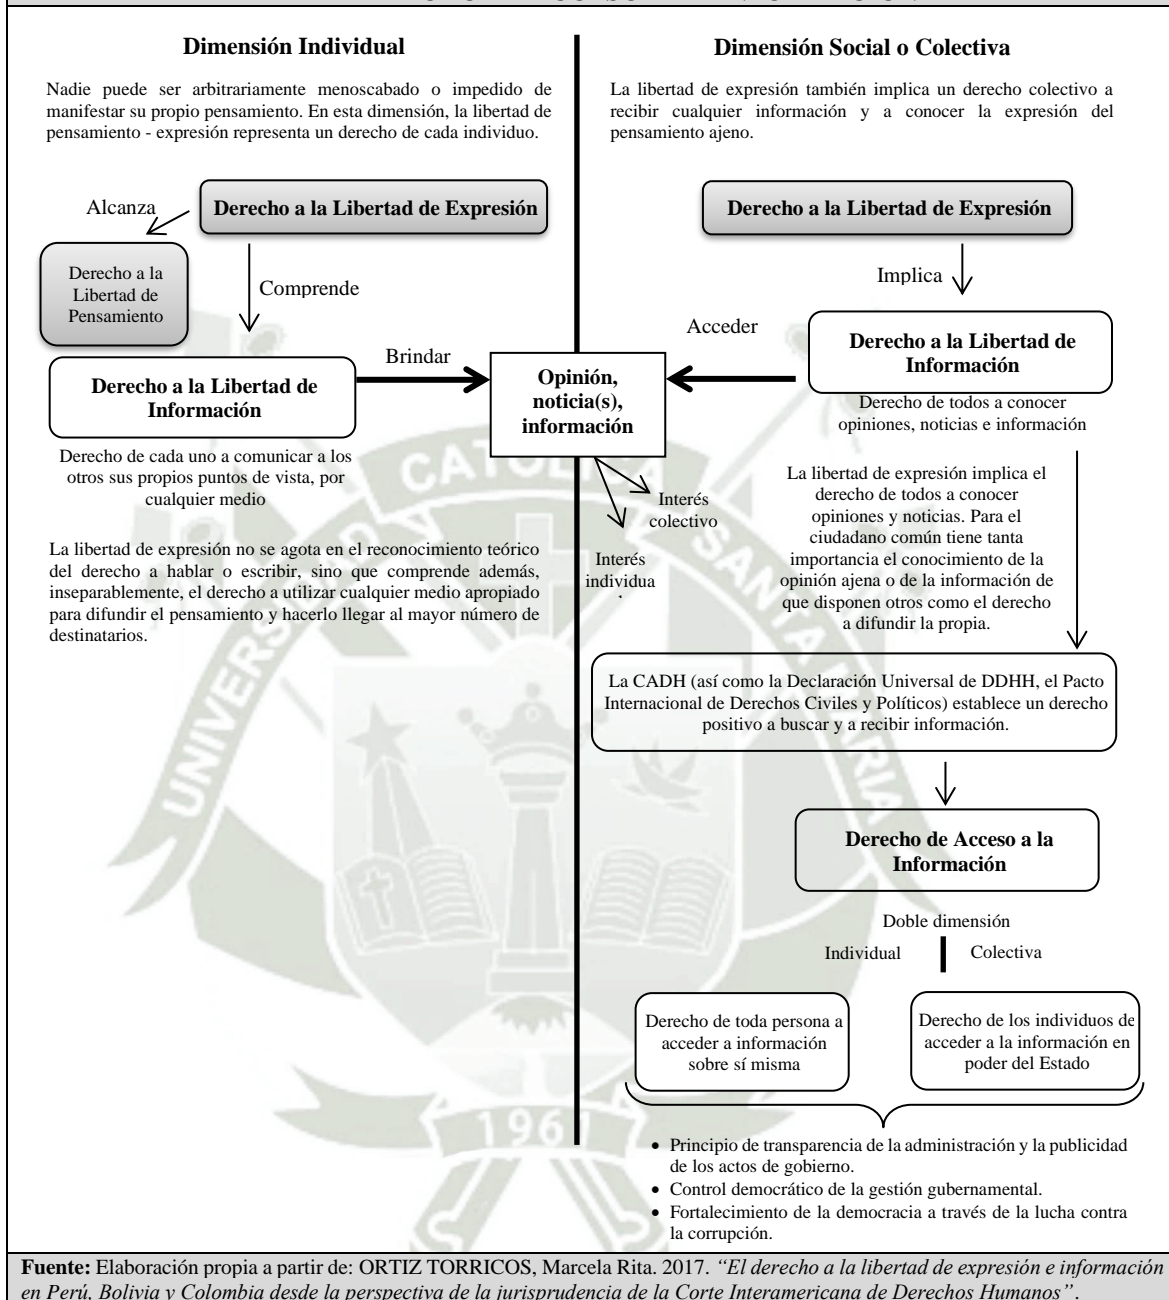 Dimensión Individual
Nadie puede ser arbitrariamente menoscabado o impedido de
manifestar su propio pensamiento. En esta dimensión, la libertad de
pensamiento - expresión representa un derecho de cada individuo.
Alcanza
Derecho a la Libertad de Expresión
Derecho a la
Libertad de
Pensamiento
Comprende
Derecho a la Libertad de
Información
Brindar
Derecho de cada uno a comunicar a los
otros sus propios puntos de vista, por
cualquier medio
La libertad de expresión no se agota en el reconocimiento teórico
del derecho a hablar o escribir, sino que comprende además,
inseparablemente, el derecho a utilizar cualquier medio apropiado
para difundir el pensamiento y hacerlo llegar al mayor número de
destinatarios.
Opinión,
noticia(s),
información
Interés
colectivo
Interés
individua
Dimensión Social o Colectiva
La libertad de expresión también implica un derecho colectivo a
recibir cualquier información y a conocer la expresión del
pensamiento ajeno.
Derecho a la Libertad de Expresión
Implica
Acceder
Derecho a la Libertad de
Información
Derecho de todos a conocer
opiniones, noticias e información
La libertad de expresión implica el
derecho de todos a conocer
opiniones y noticias. Para el
ciudadano común tiene tanta
importancia el conocimiento de la
opinión ajena o de la información de
que disponen otros como el derecho
a difundir la propia.
La CADH (así como la Declaración Universal de DDHH, el Pacto
Internacional de Derechos Civiles y Políticos) establece un derecho
positivo a buscar y a recibir información.
Derecho de Acceso a la
Información
Doble dimensión
Individual
Colectiva
Derecho de toda persona a
acceder a información
sobre sí misma
Derecho de los individuos de
acceder a la información en
poder del Estado
• Principio de transparencia de la administración y la publicidad
de los actos de gobierno.
• Control democrático de la gestión gubernamental.
• Fortalecimiento de la democracia a través de la lucha contra
la corrupción.
UNIVERSIDAD CATOLICA SANTA MARIA
1961
Fuente: Elaboración propia a partir de: ORTIZ TORRICOS, Marcela Rita. 2017. “El derecho a la libertad de expresión e información
en Perú, Bolivia y Colombia desde la perspectiva de la jurisprudencia de la Corte Interamericana de Derechos Humanos”.